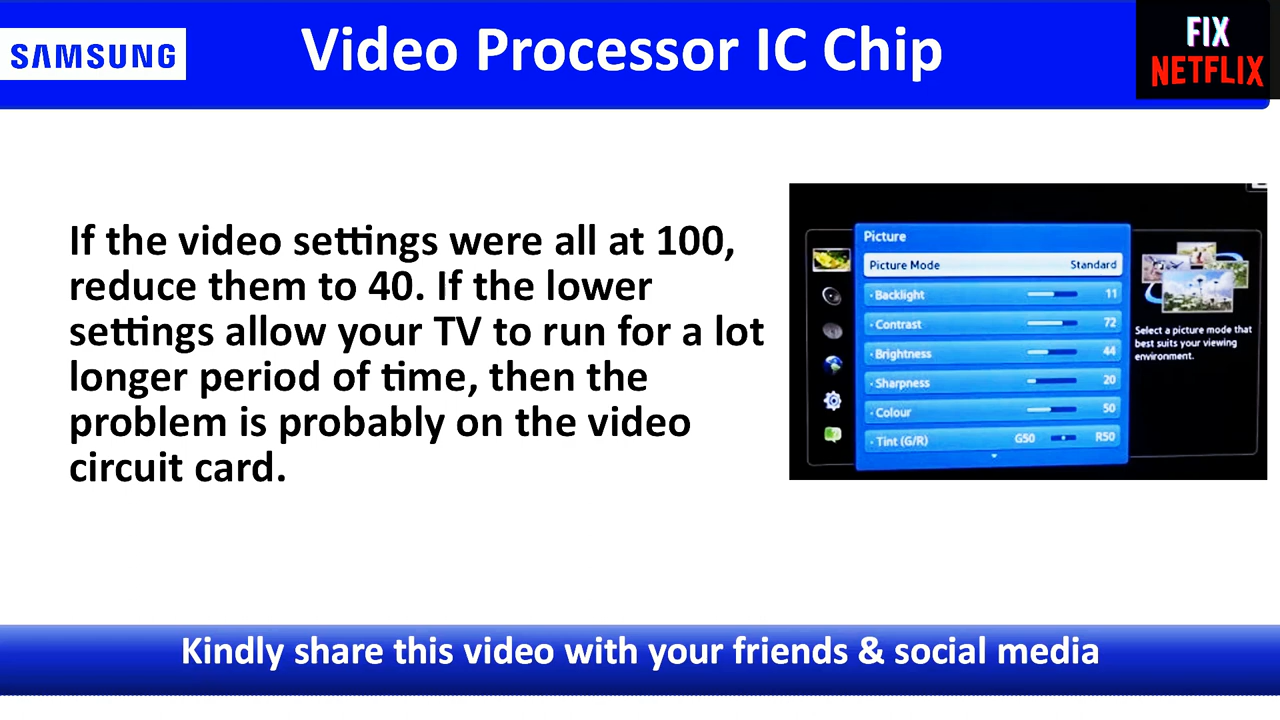 SAMSUNG
Video Processor IC Chip
FIX
NETFLIX
If the video settings were all at 100,
reduce them to 40. If the lower
settings allow your TV to run for a lot
longer period of time, then the
problem is probably on the video
circuit card.
Picture
Picture Mode Standard
· Backlight 11
· Contrast 72
· Brightness 44
· Sharpness 20
· Colour 50
· Tint (G/R) G50 R50
Select a picture mode that
best suits your viewing
environment.
Kindly share this video with your friends & social media